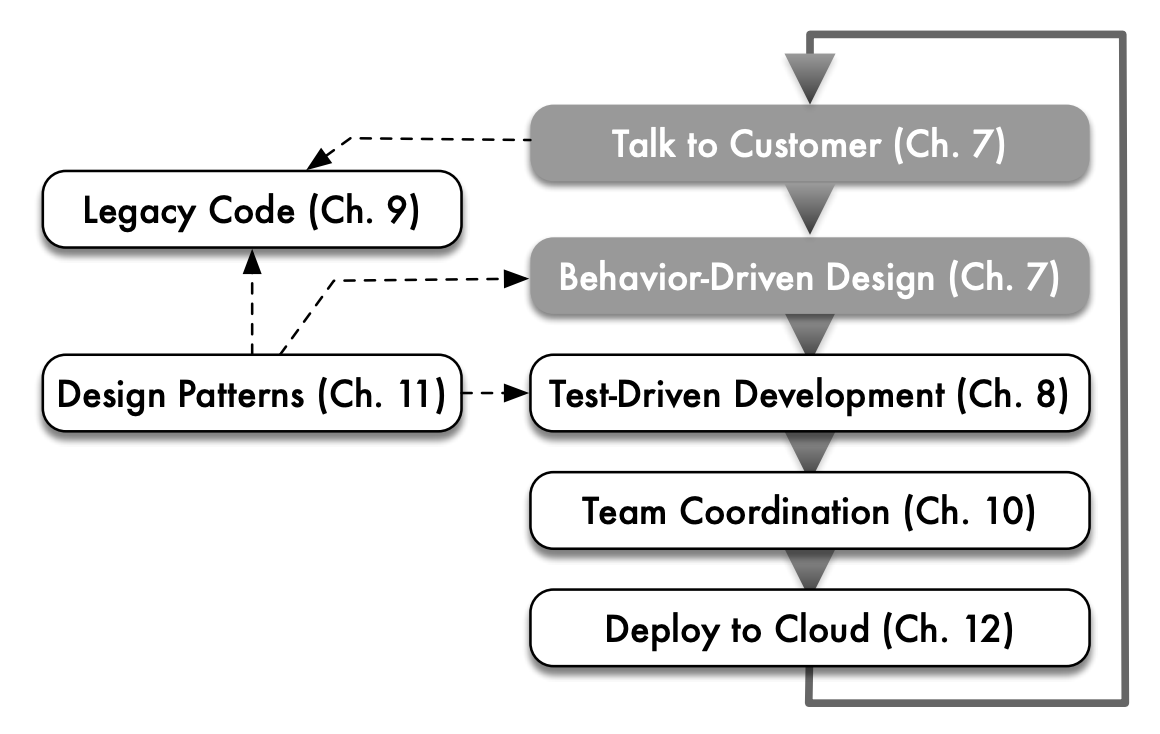 Talk to Customer (Ch. 7)
Legacy Code (Ch. 9)
Behavior-Driven Design (Ch. 7)
Design Patterns (Ch. 11)
Test-Driven Development (Ch. 8)
Team Coordination (Ch. 10)
Deploy to Cloud (Ch. 12)